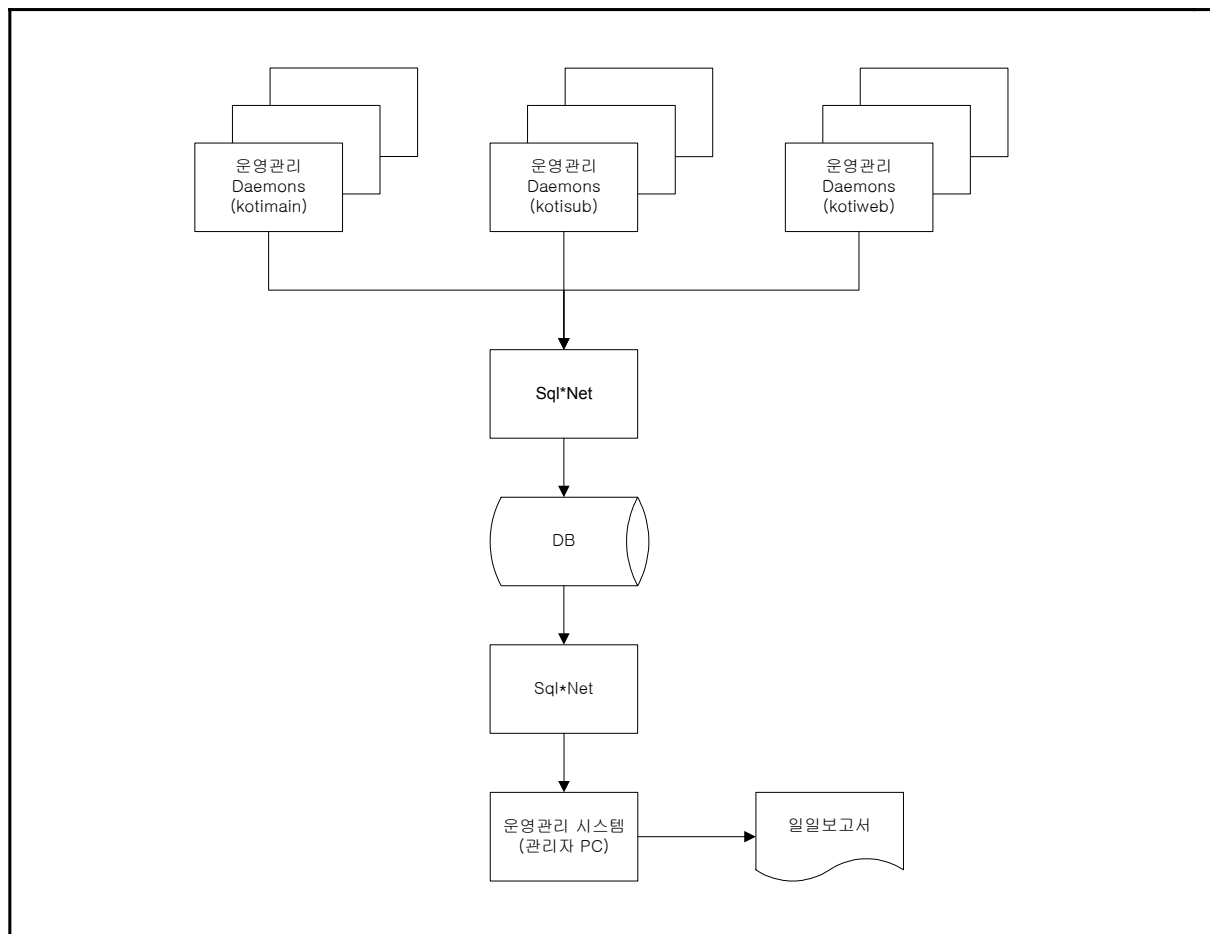 운영관리
Daemons
(kotimain)
운영관리
Daemons
(kotisub)
운영관리
Daemons
(kotiweb)
Sql*Net
DB
Sql*Net
운영관리 시스템
(관리자 PC)
일일보고서